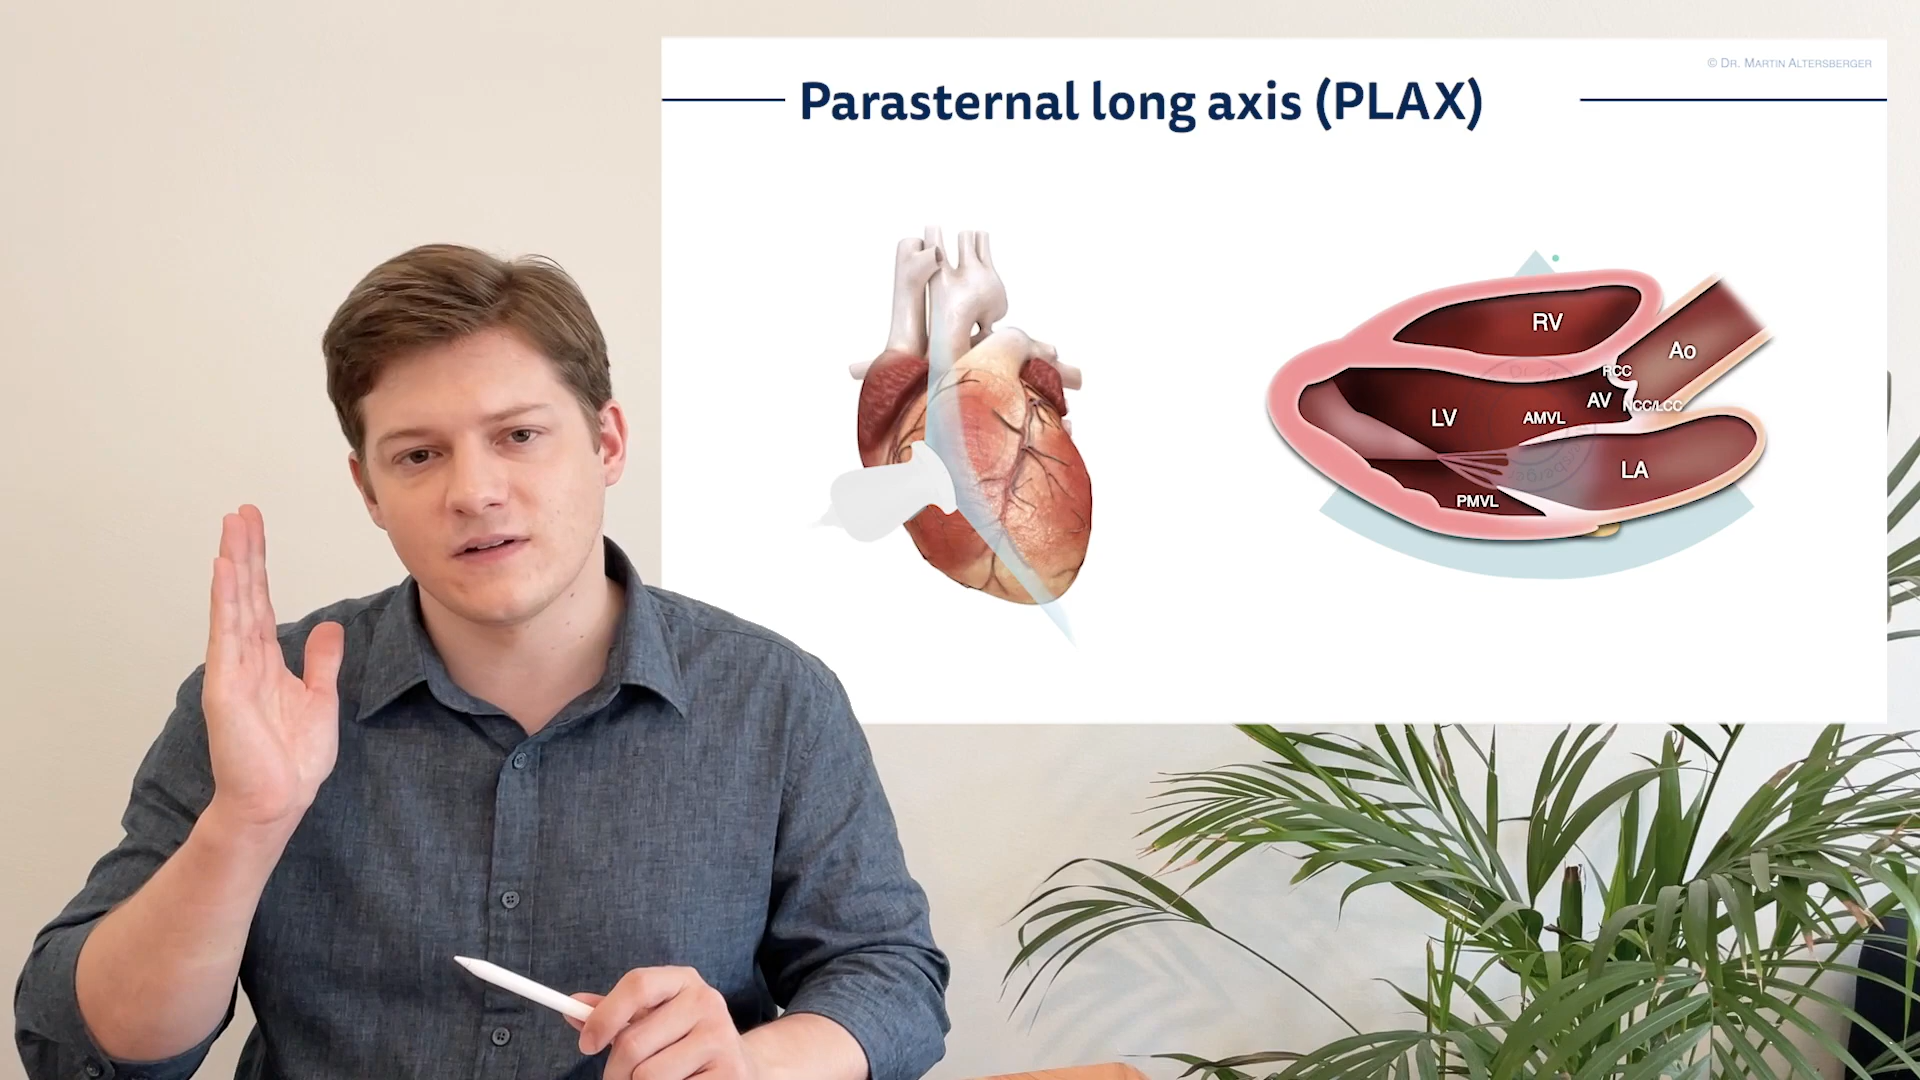 © DR. MARTIN ALTERSBERGER
Parasternal long axis (PLAX)
RV
Ao
RCC
AV
NCC/LCC
LV
AMVL
LA
PMVL